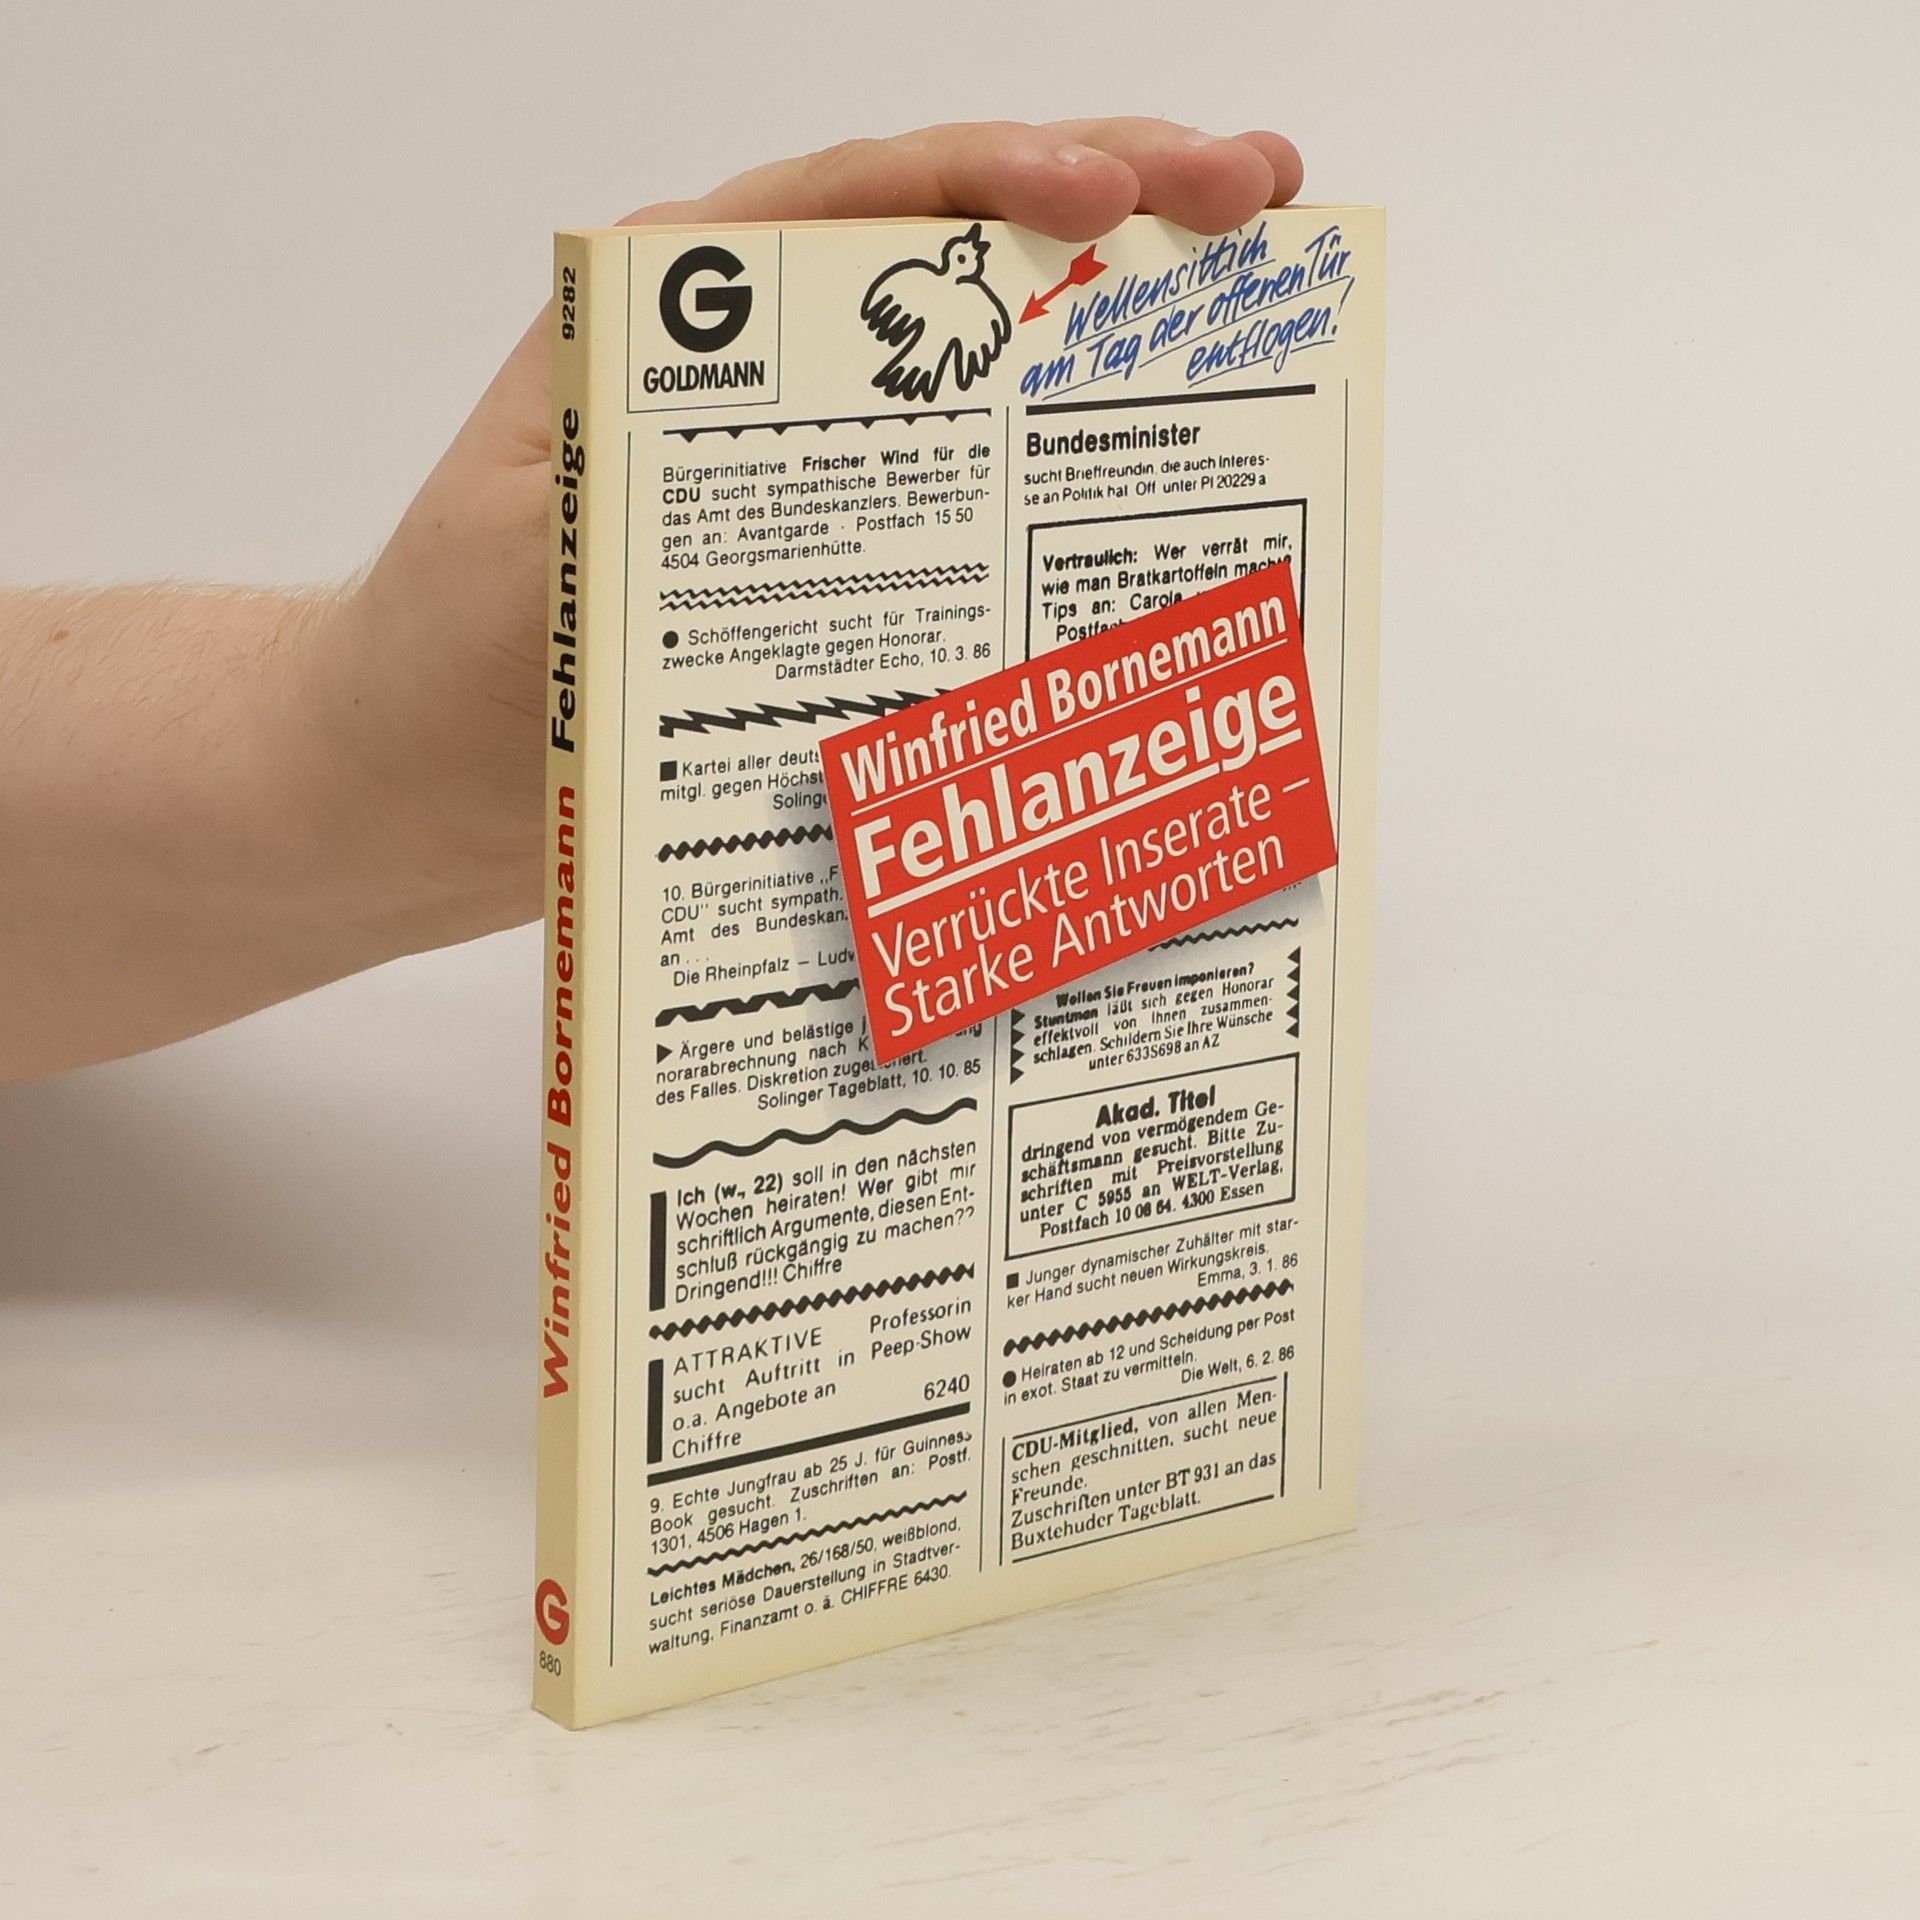 9282
Fehlanzeige
Winfried Bornemann
880
GOLDMANN
Wellensittich
am Tag der offenen Tür
entflogen!
Bürgerinitiative Frischer Wind für die
CDU sucht sympathische Bewerber für
das Amt des Bundeskanzlers. Bewerbun-
gen an: Avantgarde · Postfach 15 50
4504 Georgsmarienhütte.
● Schöffengericht sucht für Trainings-
zwecke Angeklagte gegen Honorar.
Darmstädter Echo, 10. 3. 86
■ Kartei aller
mitgl. gegen
10. Bürgerinitiative
CDU" sucht sympath.
Amt des
an . . .
Die Rheinpfalz –
▶ Ärgere und belästige
norarabrechnung nach
des Falles. Diskretion
Solinger Tageblatt, 10. 10. 85
Ich (w., 22) soll in den nächsten
Wochen heiraten! Wer gibt mir
schriftlich Argumente, diesen Ent-
schluß rückgängig zu machen??
Dringend!!! Chiffre
ATTRAKTIVE Professorin
sucht Auftritt in Peep-Show
o.a. Angebote an
Chiffre 6240
9. Echte Jungfrau ab 25 J. für Guinness
Book gesucht. Zuschriften an: Postf.
1301, 4506 Hagen 1.
Leichtes Mädchen, 26/168/50, weißblond,
sucht seriöse Dauerstellung in Stadtver-
waltung, Finanzamt o. ä. CHIFFRE 6430.
Bundesminister
sucht Brieffreundin, die auch Interes-
se an Politik hat Off unter PI 20229 a
Vertraulich: Wer verrät mir,
wie man Bratkartoffeln macht?
Tips an: Carola
Winfried Bornemann
Fehlanzeige
Verrückte Inserate –
Starke Antworten
Wollen Sie Frauen imponieren?
Stuntman läßt sich gegen Honorar
effektvoll von Ihnen zusammen-
schlagen. Schildern Sie Ihre Wünsche
unter 633S698 an AZ
Akad. Titel
dringend von vermögendem Ge-
schäftsmann gesucht. Bitte Zu-
schriften mit Preisvorstellung
unter C 5955 an WELT-Verlag,
Postfach 10 08 64. 4300 Essen
■ Junger dynamischer Zuhälter mit star-
ker Hand sucht neuen Wirkungskreis.
Emma, 3. 1. 86
● Heiraten ab 12 und Scheidung per Post
in exot. Staat zu vermitteln.
Die Welt, 6. 2. 86
CDU-Mitglied, von allen Men-
schen geschnitten, sucht neue
Freunde.
Zuschriften unter BT 931 an das
Buxtehuder Tageblatt.